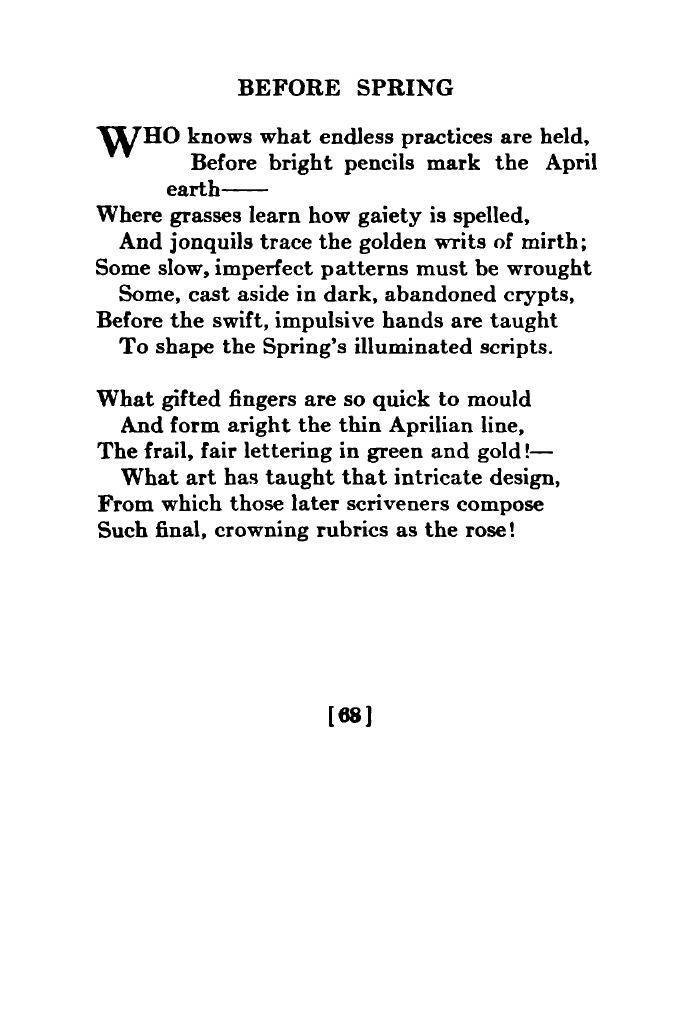 BEFORE SPRING
WHO knows what endless practices are held,
Before bright pencils mark the April
earth——
Where grasses learn how gaiety is spelled,
And jonquils trace the golden writs of mirth;
Some slow, imperfect patterns must be wrought
Some, cast aside in dark, abandoned crypts,
Before the swift, impulsive hands are taught
To shape the Spring's illuminated scripts.
What gifted fingers are so quick to mould
And form aright the thin Aprilian line,
The frail, fair lettering in green and gold!—
What art has taught that intricate design,
From which those later scriveners compose
Such final, crowning rubrics as the rose!
[68]